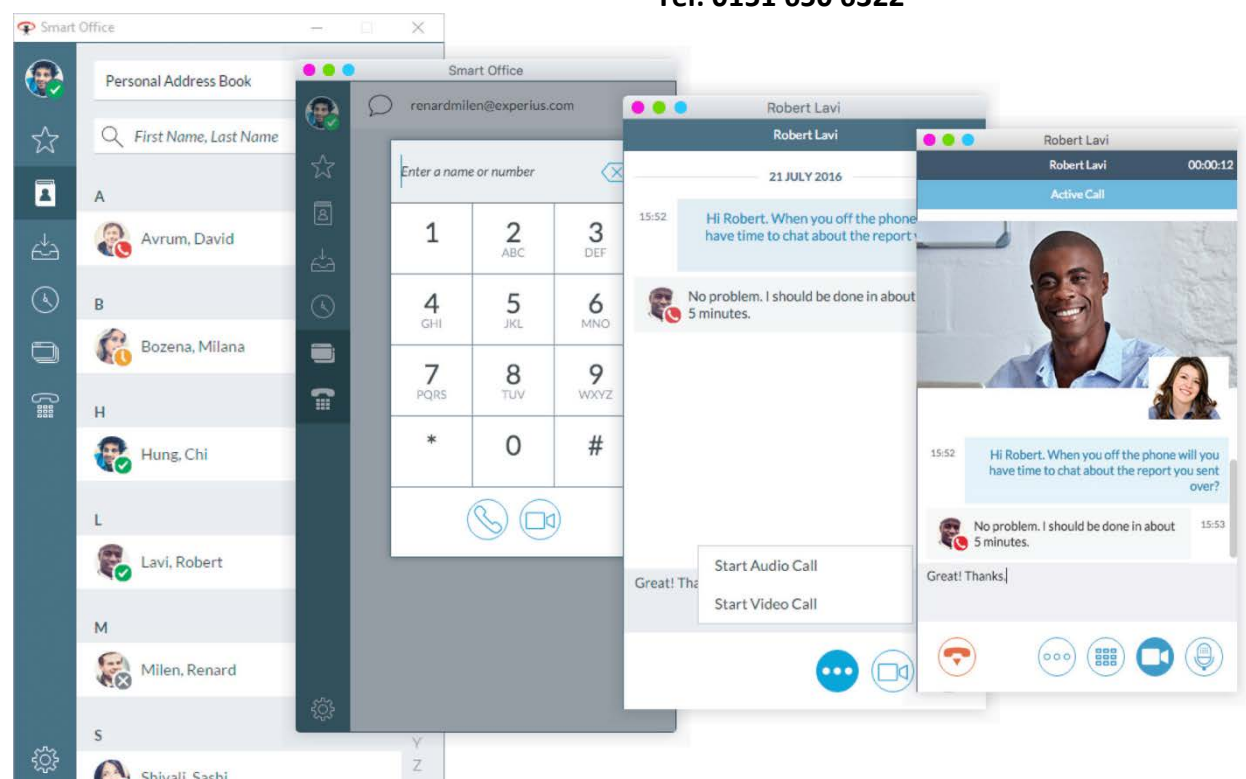 Smart Office
Personal Address Book
First Name, Last Name
A
Avrum, David
B
Bozena, Milana
H
Hung, Chi
L
Lavi, Robert
M
Milen, Renard
S
Shivali, Sashi
Y
Z
Smart Office
renardmilen@experius.com
Enter a name or number
1
2
ABC
3
DEF
4
GHI
5
JKL
6
MNO
7
PQRS
8
TUV
9
WXYZ
*
0
#
Robert Lavi
Robert Lavi
21 JULY 2016
15:52
Hi Robert. When you off the phone
have time to chat about the report
No problem. I should be done in about
5 minutes.
Start Audio Call
Great!
Start Video Call
Robert Lavi
Robert Lavi
00:00:12
Active Call
15:52
Hi Robert. When you off the phone will you
have time to chat about the report you sent
over?
No problem. I should be done in about
15:53
5 minutes.
Great! Thanks.